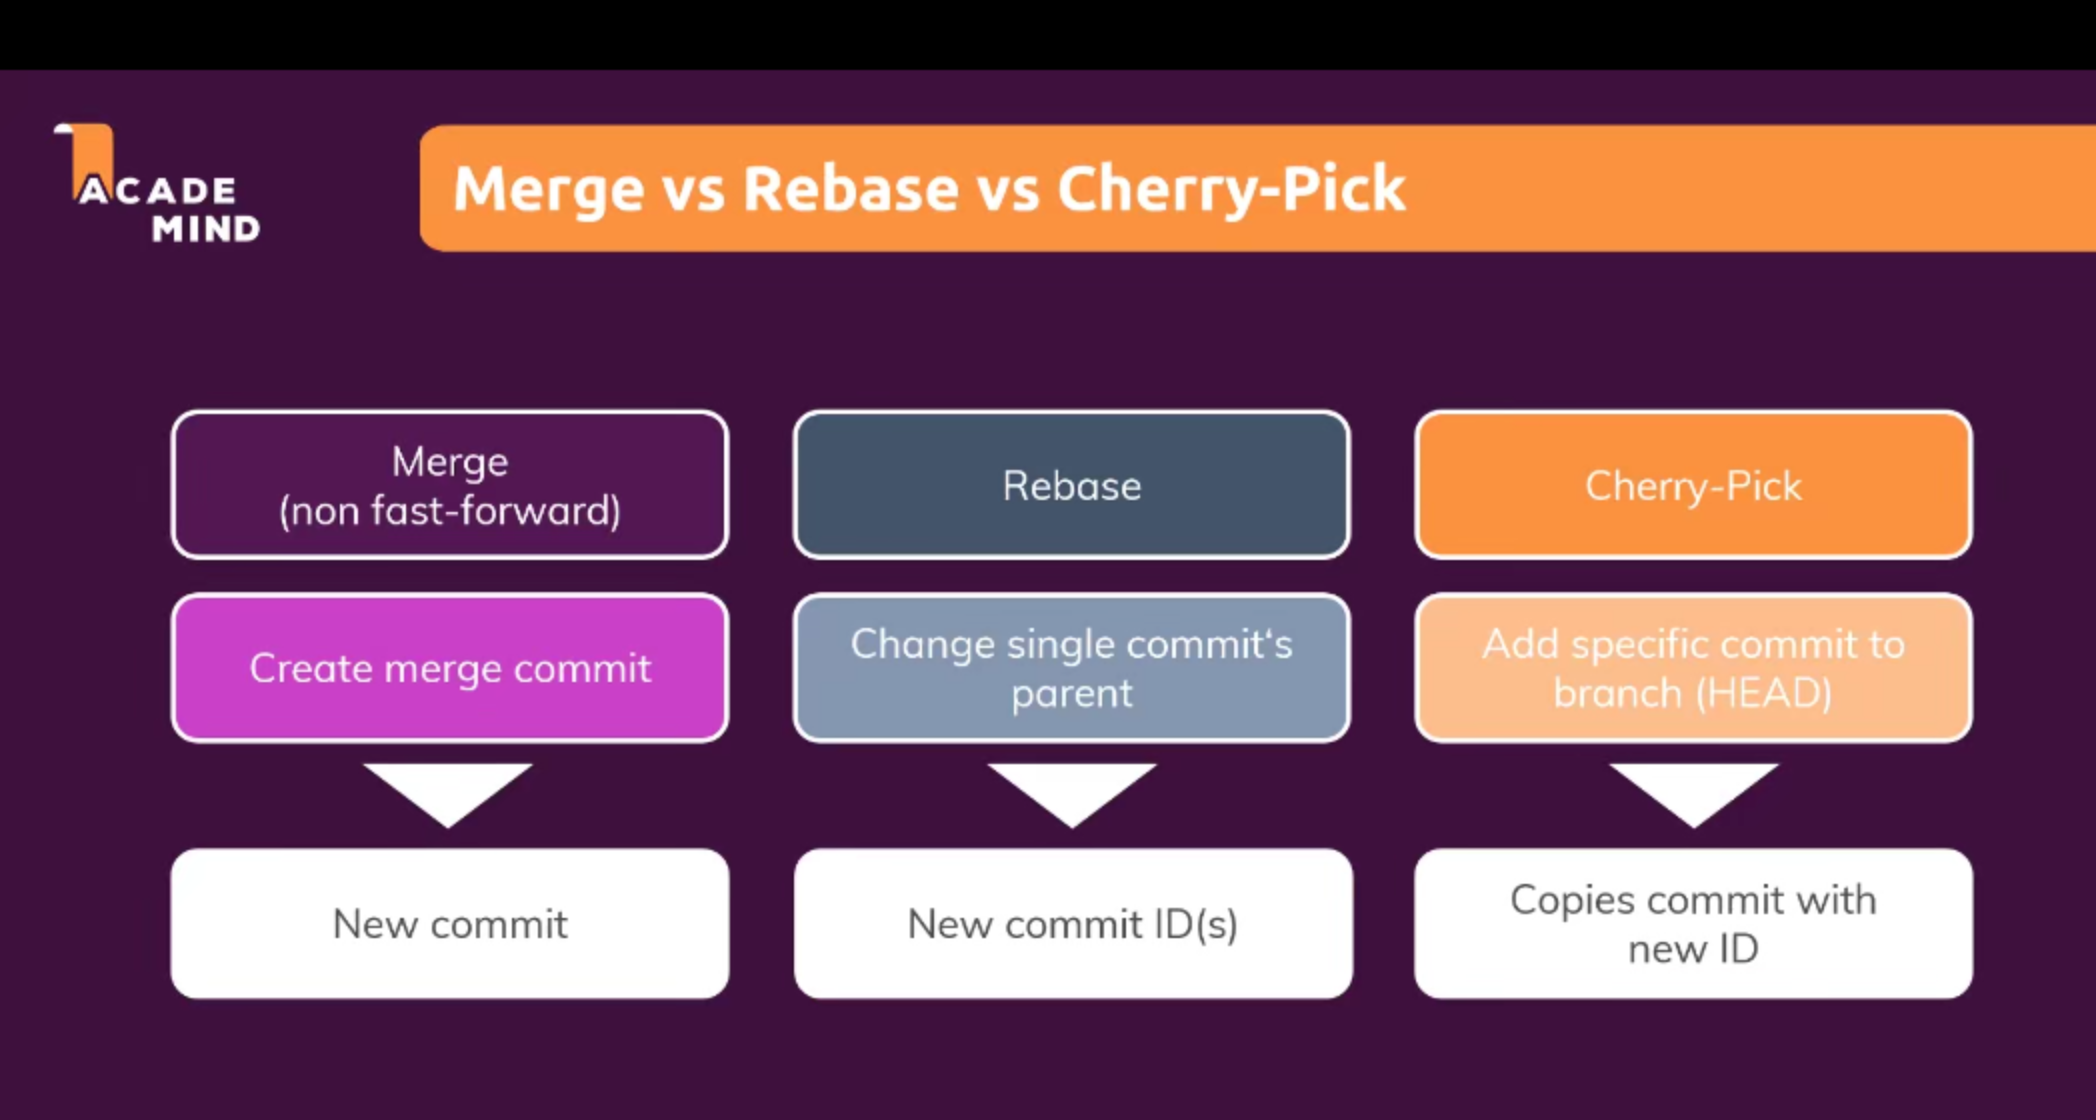 ACADE
MIND
Merge vs Rebase vs Cherry-Pick
Merge
(non fast-forward)
Rebase
Cherry-Pick
Create merge commit
Change single commit‘s
parent
Add specific commit to
branch (HEAD)
New commit
New commit ID(s)
Copies commit with
new ID